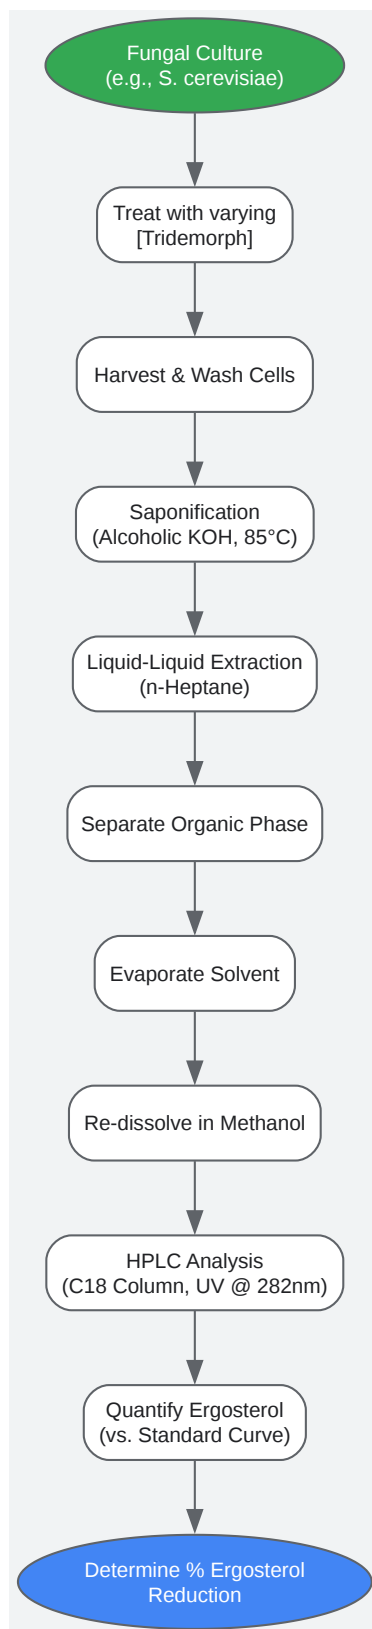 Fungal Culture
(e.g., S. cerevisiae)
Treat with varying
[Tridemorph]
Harvest & Wash Cells
Saponification
(Alcoholic KOH, 85°C)
Liquid-Liquid Extraction
(n-Heptane)
Separate Organic Phase
Evaporate Solvent
Re-dissolve in Methanol
HPLC Analysis
(C18 Column, UV @ 282nm)
Quantify Ergosterol
(vs. Standard Curve)
Determine % Ergosterol
Reduction